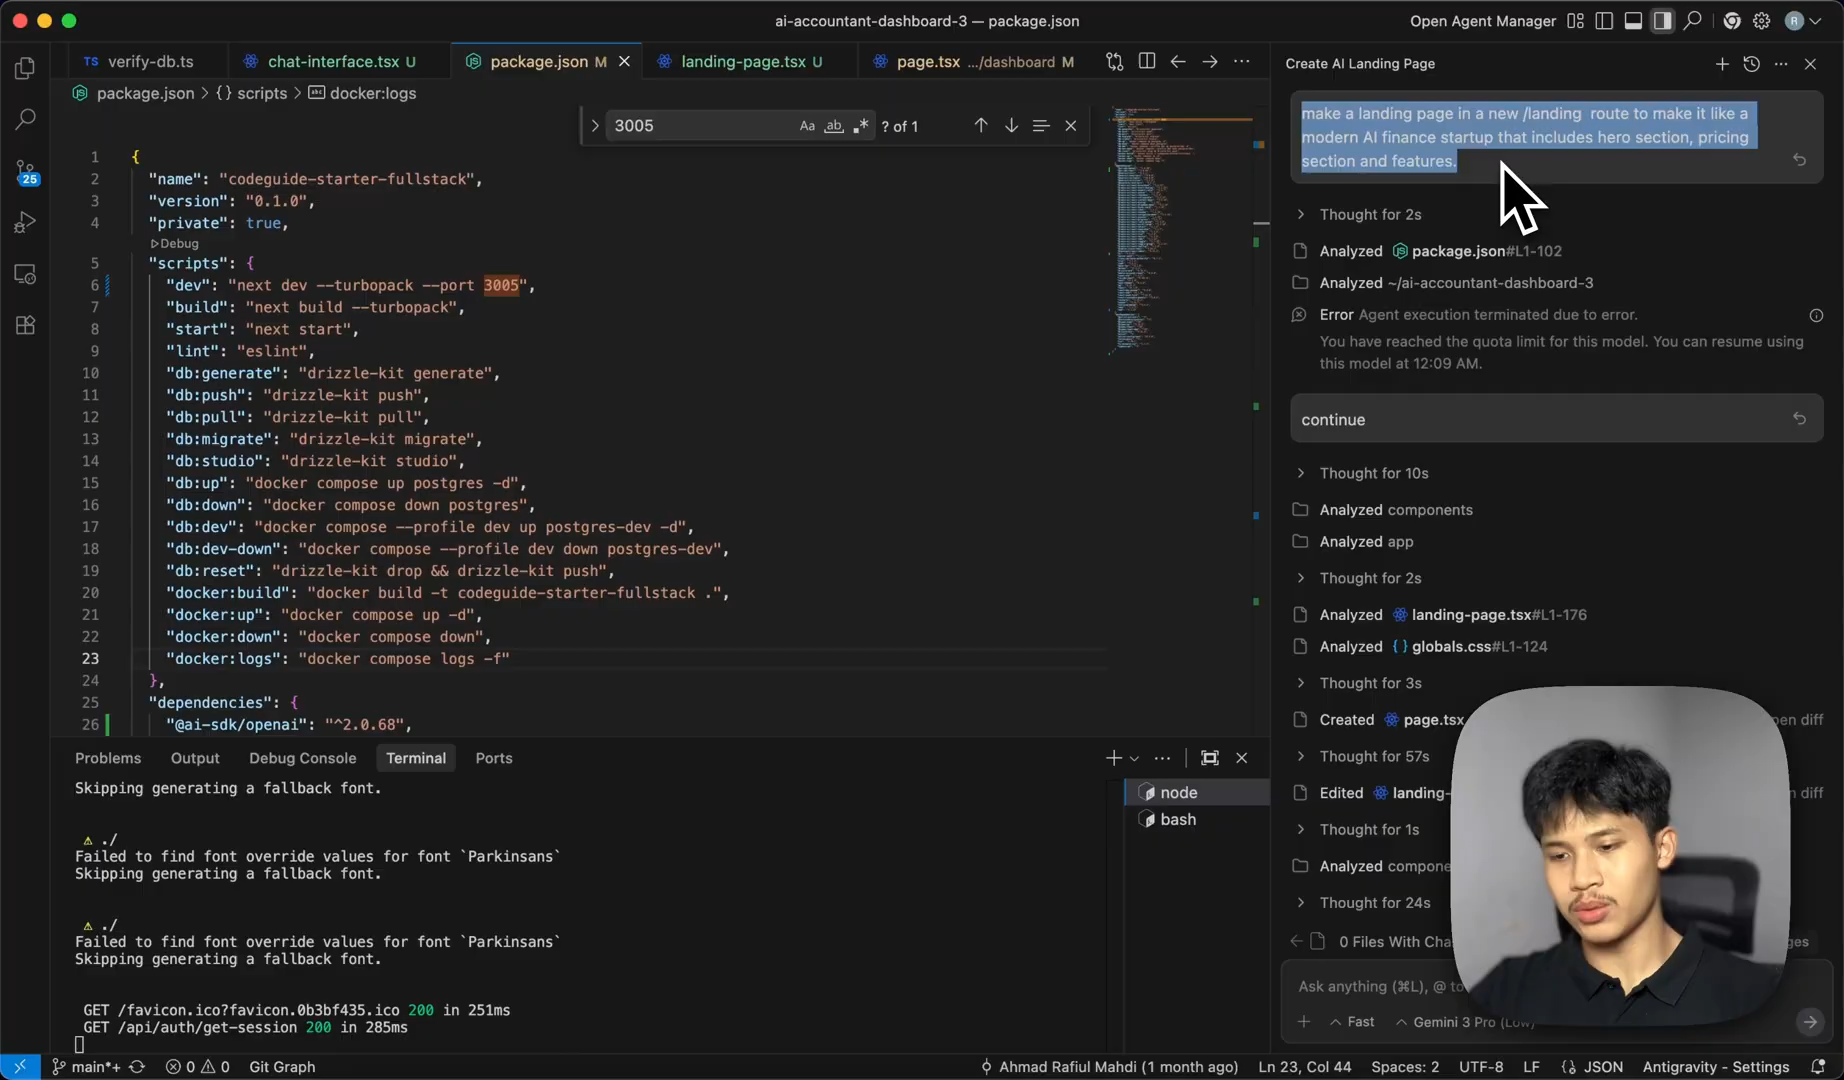 ai-accountant-dashboard-3 — package.json
Open Agent Manager
R
TS verify-db.ts
chat-interface.tsx U
package.json M
landing-page.tsx U
page.tsx .../dashboard M
Create AI Landing Page
package.json > {} scripts > docker:logs
3005
Aa ab .* ? of 1
1 {
2 "name": "codeguide-starter-fullstack",
3 "version": "0.1.0",
4 "private": true,
Debug
5 "scripts": {
6 "dev": "next dev --turbopack --port 3005",
7 "build": "next build --turbopack",
8 "start": "next start",
9 "lint": "eslint",
10 "db:generate": "drizzle-kit generate",
11 "db:push": "drizzle-kit push",
12 "db:pull": "drizzle-kit pull",
13 "db:migrate": "drizzle-kit migrate",
14 "db:studio": "drizzle-kit studio",
15 "db:up": "docker compose up postgres -d",
16 "db:down": "docker compose down postgres",
17 "db:dev": "docker compose --profile dev up postgres-dev -d",
18 "db:dev-down": "docker compose --profile dev down postgres-dev",
19 "db:reset": "drizzle-kit drop && drizzle-kit push",
20 "docker:build": "docker build -t codeguide-starter-fullstack .",
21 "docker:up": "docker compose up -d",
22 "docker:down": "docker compose down",
23 "docker:logs": "docker compose logs -f"
24 },
25 "dependencies": {
26 "@ai-sdk/openai": "^2.0.68",
25
Problems Output Debug Console Terminal Ports
Skipping generating a fallback font.
./
Failed to find font override values for font `Parkinsans`
Skipping generating a fallback font.
./
Failed to find font override values for font `Parkinsans`
Skipping generating a fallback font.
GET /favicon.ico?favicon.0b3bf435.ico 200 in 251ms
GET /api/auth/get-session 200 in 285ms
node
bash
make a landing page in a new /landing route to make it like a
modern AI finance startup that includes hero section, pricing
section and features.
Thought for 2s
Analyzed package.json#L1-102
Analyzed ~/ai-accountant-dashboard-3
Error Agent execution terminated due to error.
You have reached the quota limit for this model. You can resume using
this model at 12:09 AM.
continue
Thought for 10s
Analyzed components
Analyzed app
Thought for 2s
Analyzed landing-page.tsx#L1-176
Analyzed {} globals.css#L1-124
Thought for 3s
Created page.tsx pen diff
Thought for 57s
Edited landing- n diff
Thought for 1s
Analyzed compone
Thought for 24s
0 Files With Cha ges
Ask anything (⌘L), @ to
Fast Gemini 3 Pro (Low)
main*+ 0 0 Git Graph
Ahmad Rafiul Mahdi (1 month ago) Ln 23, Col 44 Spaces: 2 UTF-8 LF {} JSON Antigravity - Settings